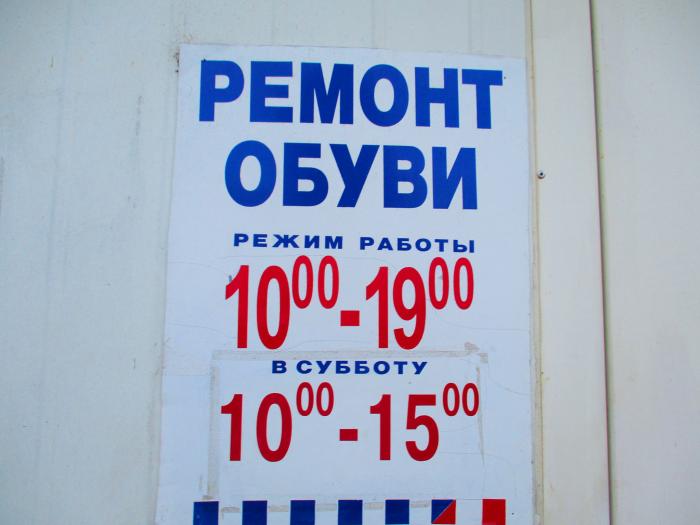 РЕМОНТ
ОБУВИ
РЕЖИМ РАБОТЫ
10⁰⁰-19⁰⁰
В СУББОТУ
10⁰⁰-15⁰⁰